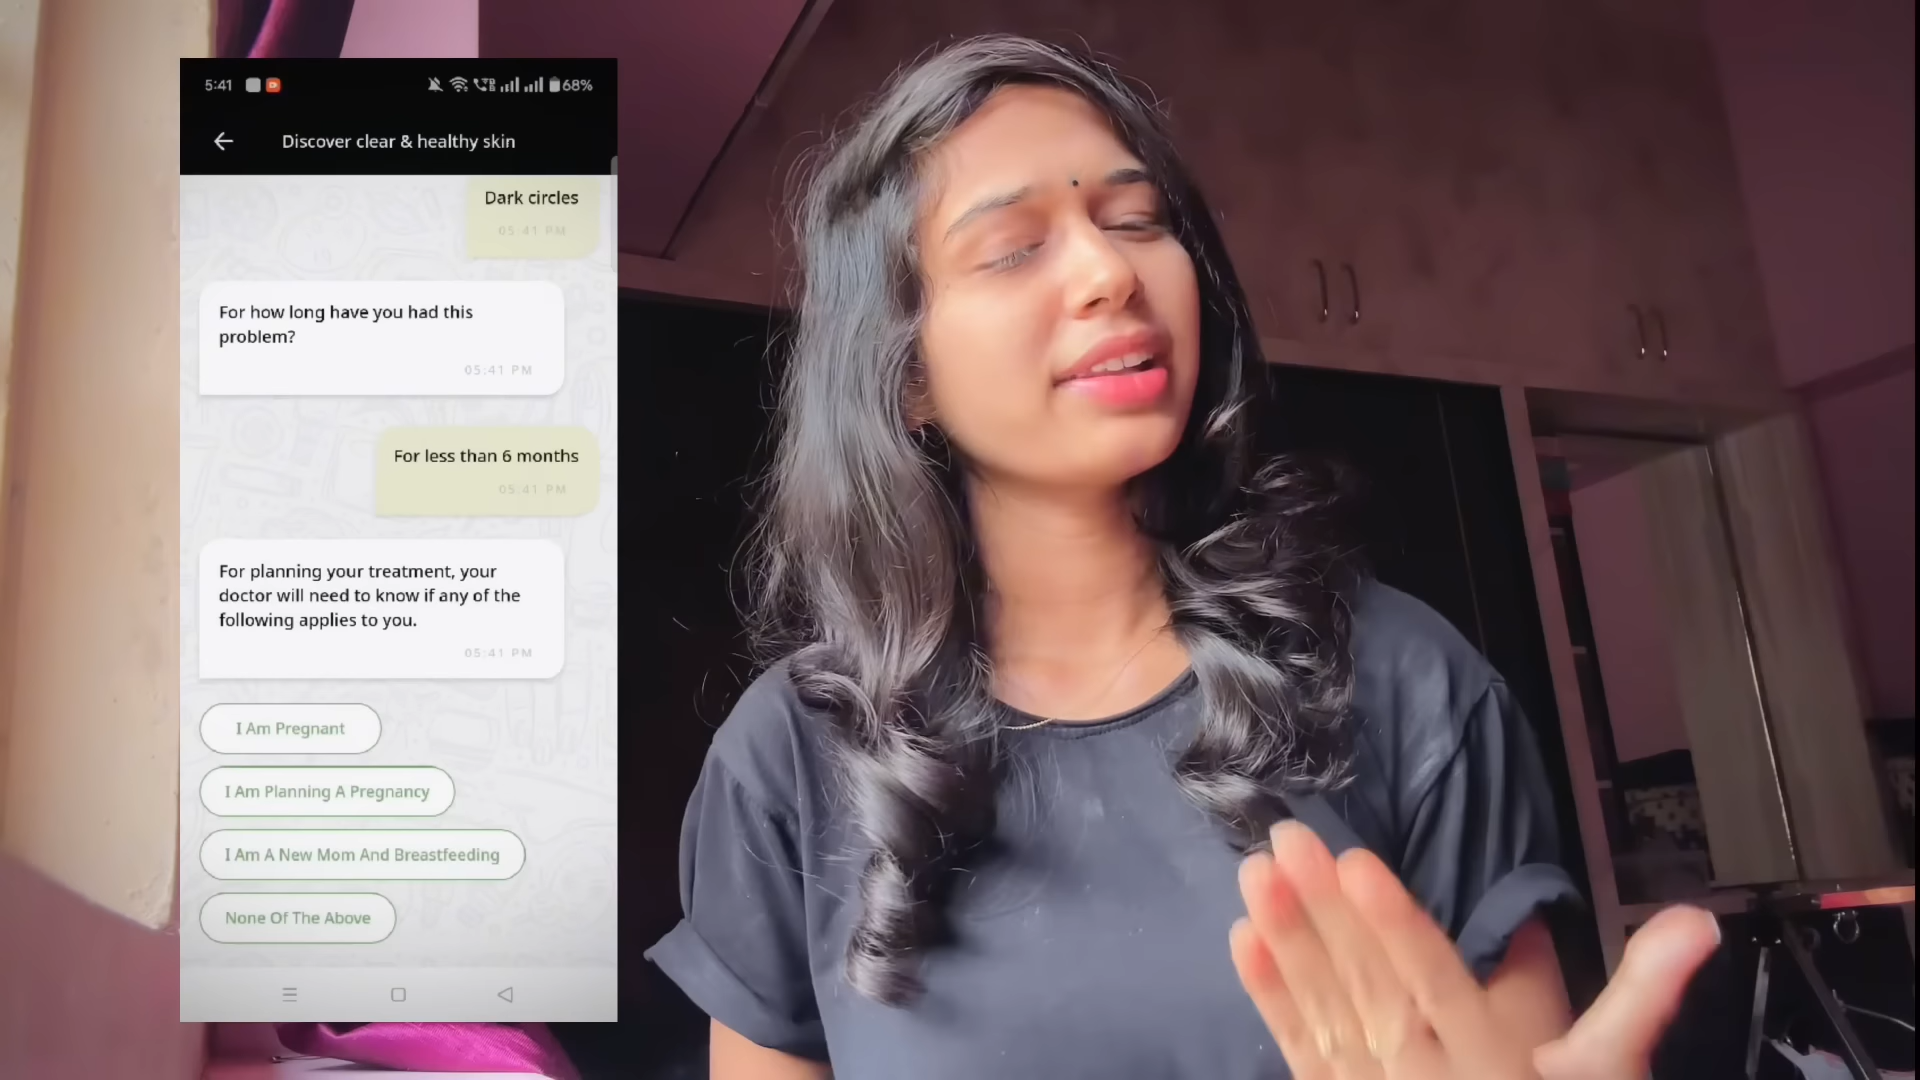 5:41
68%
Discover clear & healthy skin
Dark circles
05:41 PM
For how long have you had this
problem?
05:41 PM
For less than 6 months
05:41 PM
For planning your treatment, your
doctor will need to know if any of the
following applies to you.
05:41 PM
I Am Pregnant
I Am Planning A Pregnancy
I Am A New Mom And Breastfeeding
None Of The Above